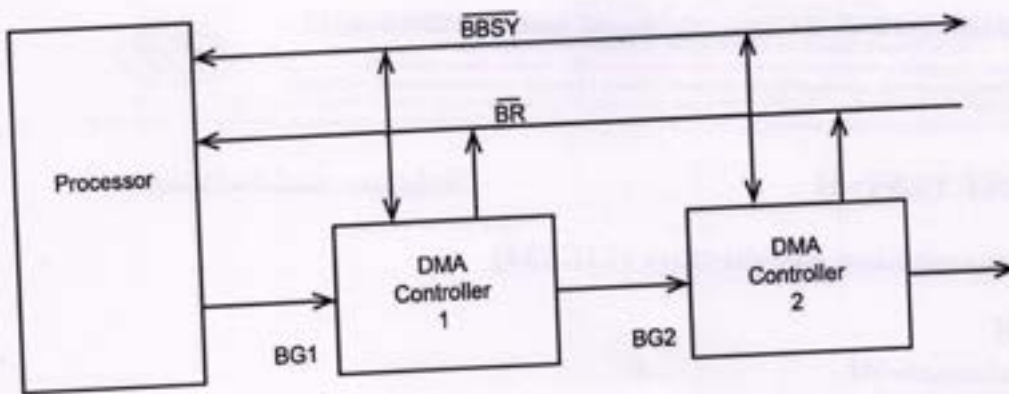 BBSY
BR
Processor
DMA
Controller
1
DMA
Controller
2
BG1
BG2